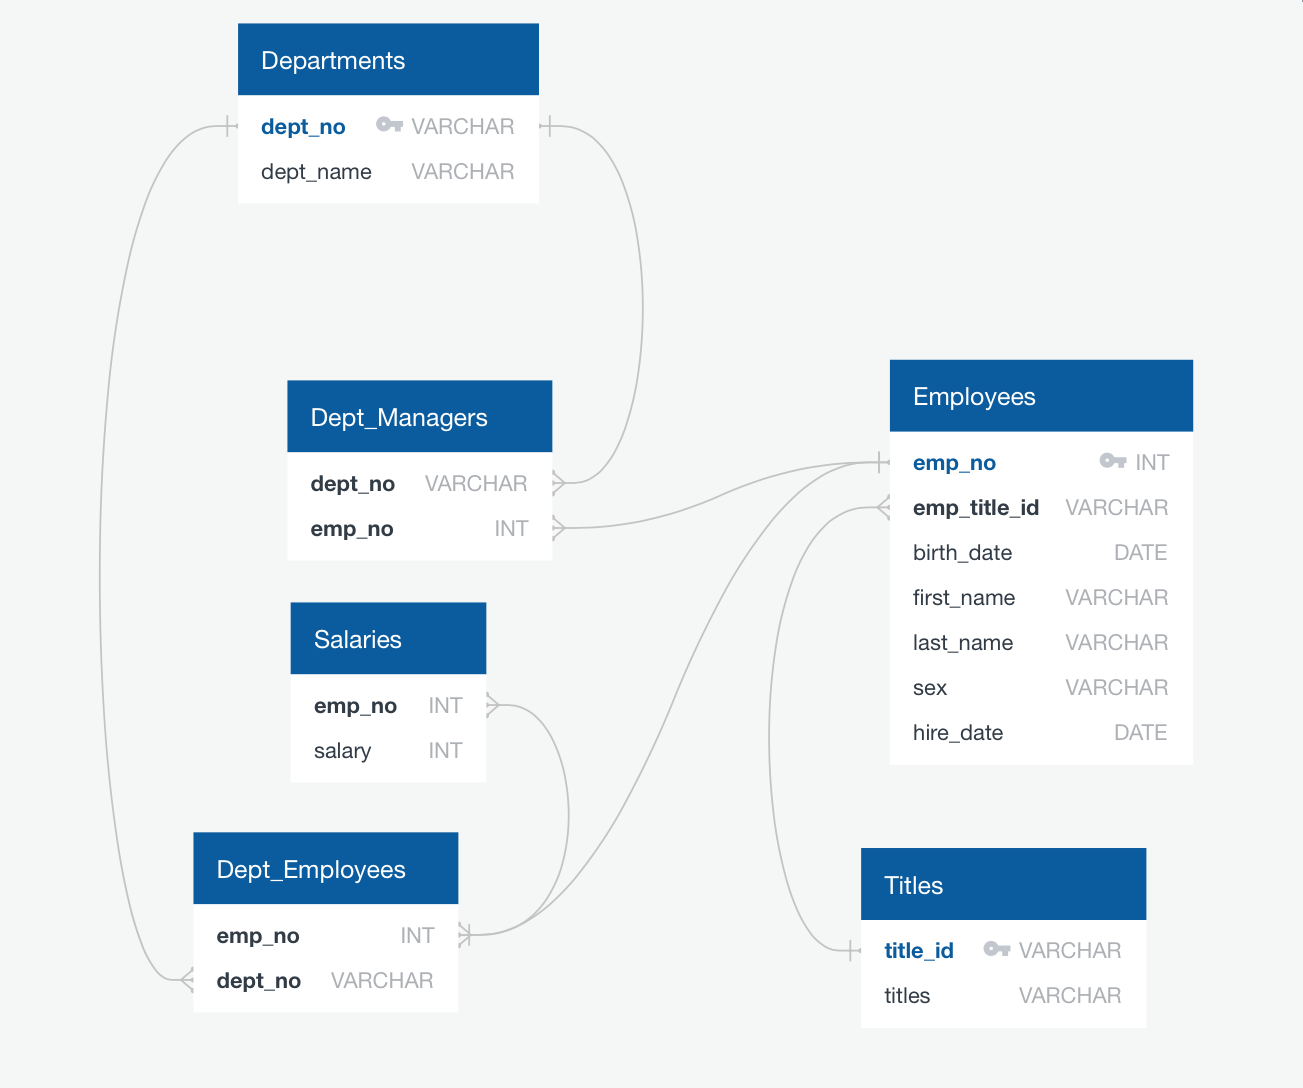 Departments
dept_no VARCHAR
dept_name VARCHAR
Dept_Managers
dept_no VARCHAR
emp_no INT
Salaries
emp_no INT
salary INT
Dept_Employees
emp_no INT
dept_no VARCHAR
Employees
emp_no INT
emp_title_id VARCHAR
birth_date DATE
first_name VARCHAR
last_name VARCHAR
sex VARCHAR
hire_date DATE
Titles
title_id VARCHAR
titles VARCHAR